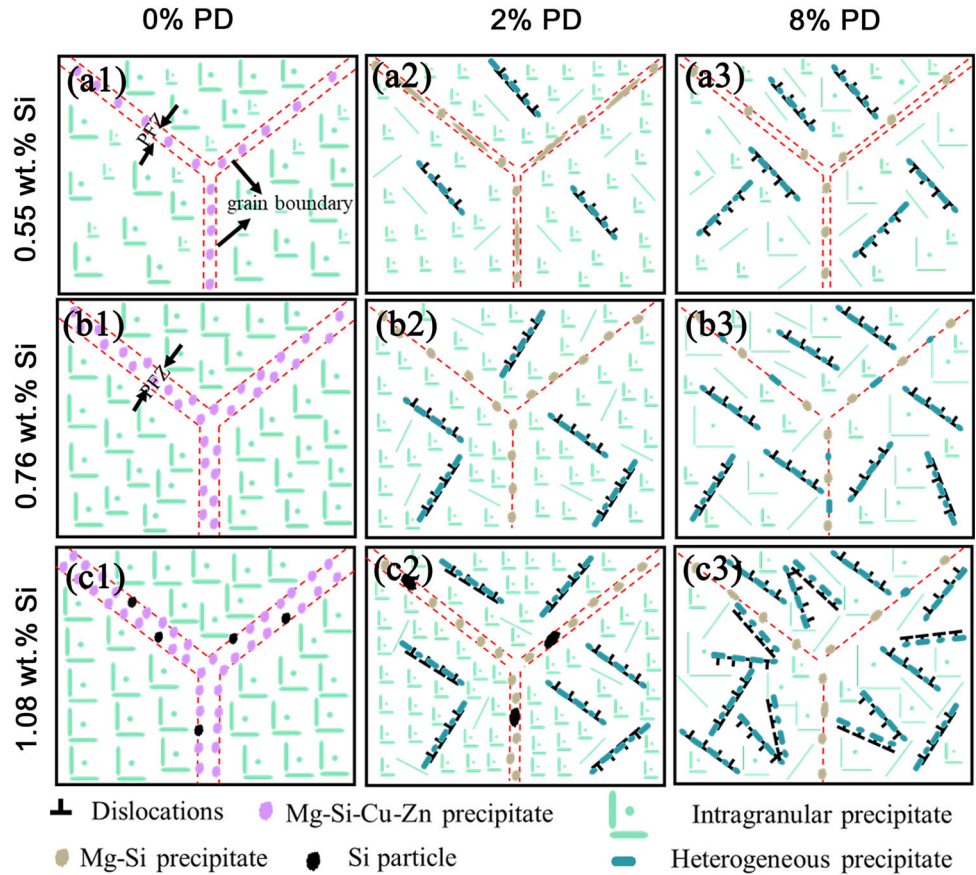 0% PD
2% PD
8% PD
0.55 wt.% Si
(a1)
PFZ
grain boundary
(a2)
(a3)
0.76 wt.% Si
(b1)
PFZ
(b2)
(b3)
1.08 wt.% Si
(c1)
(c2)
(c3)
Dislocations
Mg-Si-Cu-Zn precipitate
Intragranular precipitate
Mg-Si precipitate
Si particle
Heterogeneous precipitate